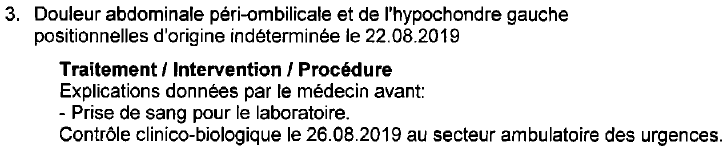 3. Douleur abdominale péri-ombilicale et de l'hypochondre gauche
positionnelles d'origine indéterminée le 22.08.2019
Traitement / Intervention / Procédure
Explications données par le médecin avant:
- Prise de sang pour le laboratoire.
Contrôle clinico-biologique le 26.08.2019 au secteur ambulatoire des urgences.